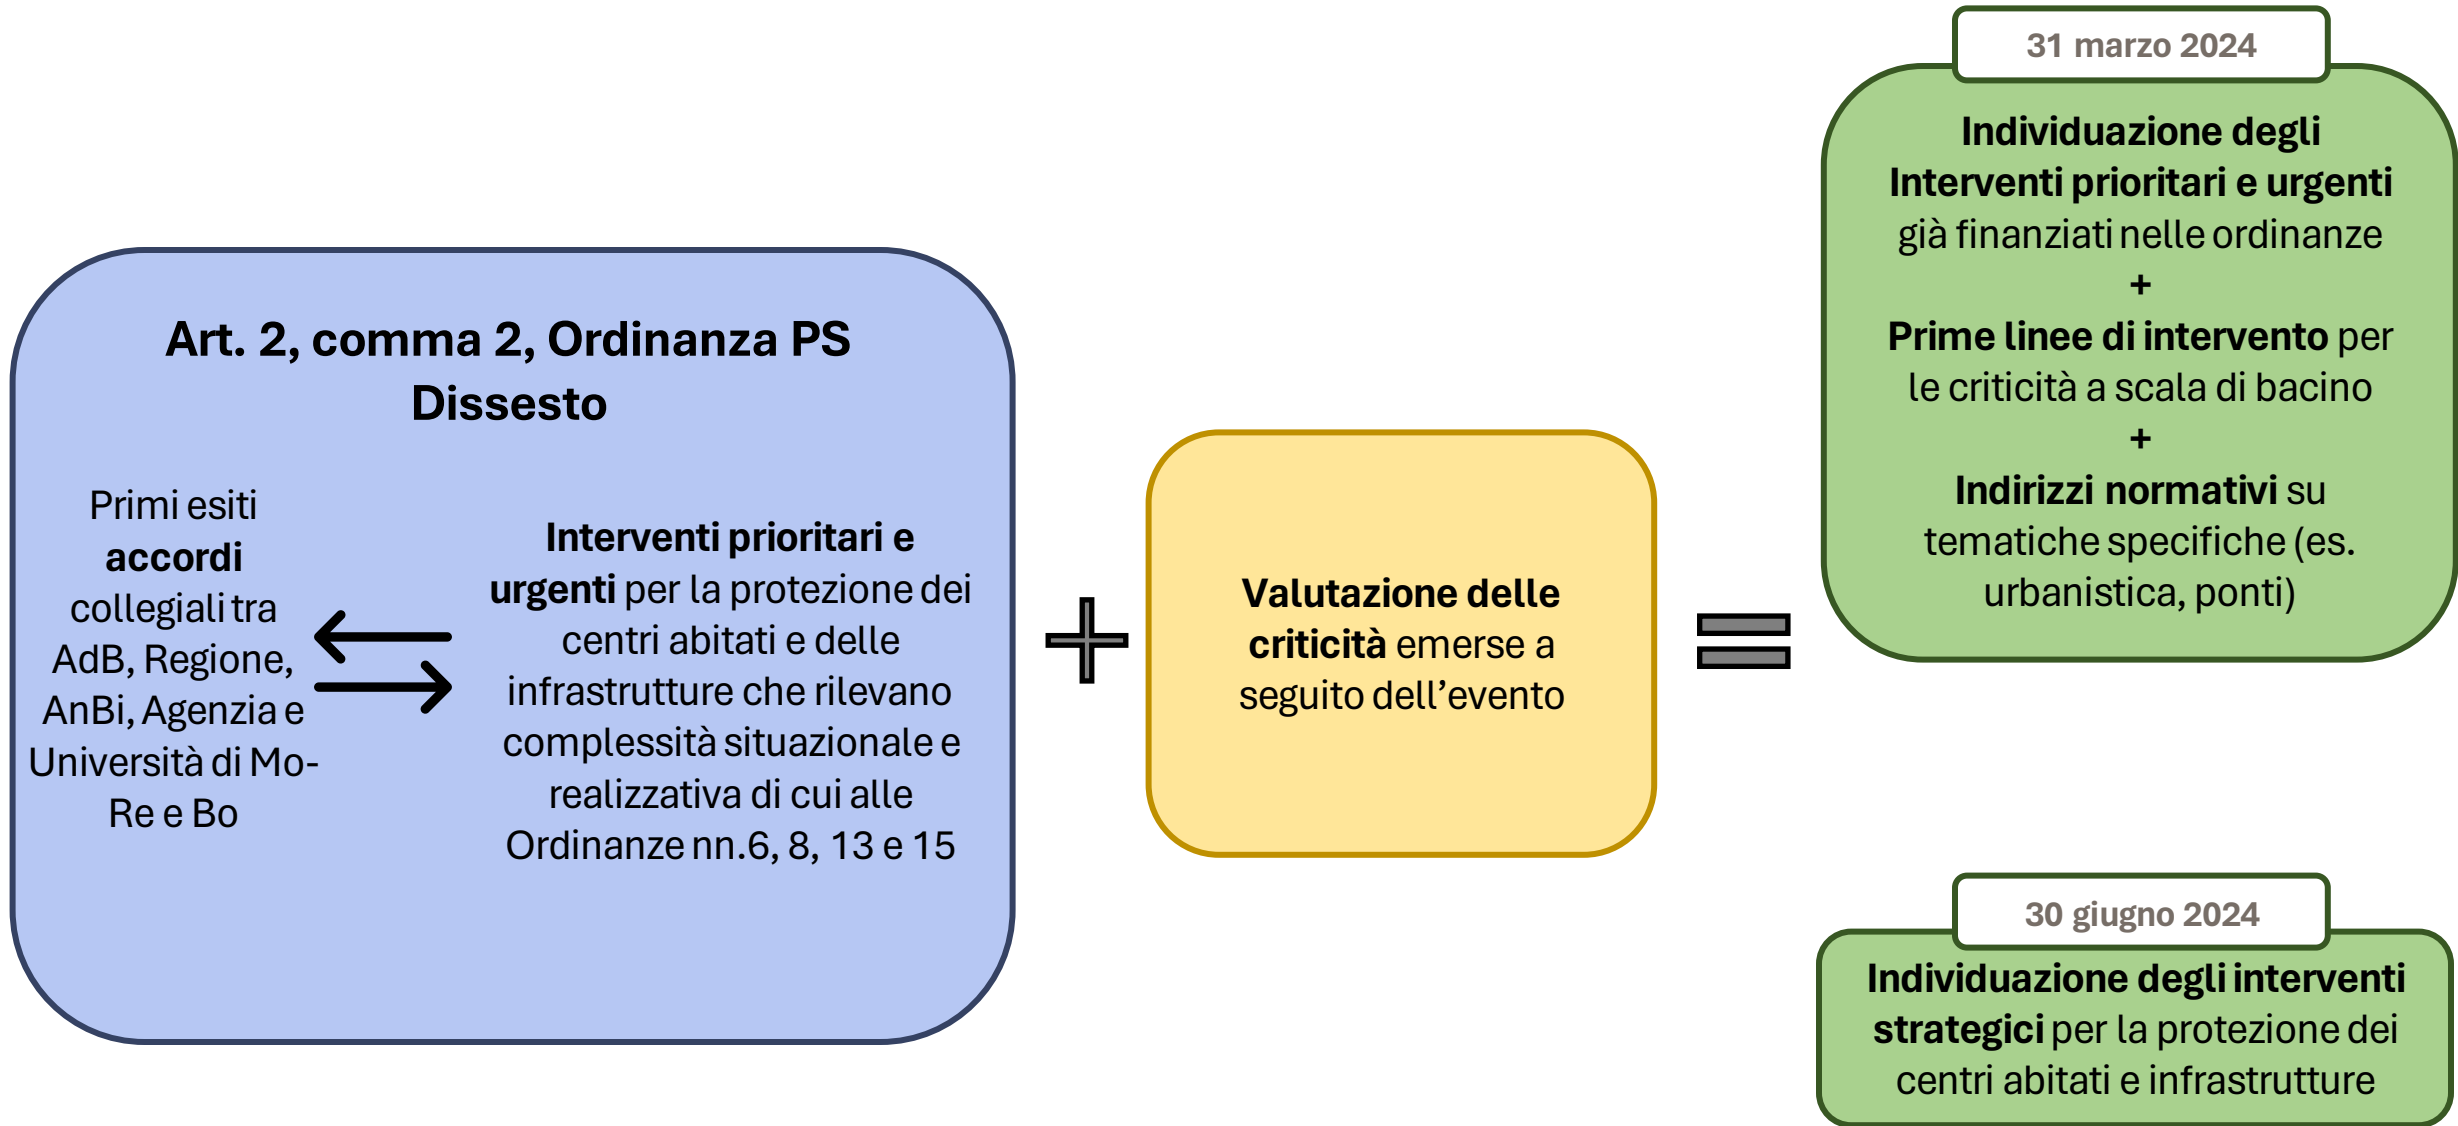 Art. 2, comma 2, Ordinanza PS
Dissesto
Primi esiti
accordi
collegiali tra
AdB, Regione,
AnBi, Agenzia e
Università di Mo-
Re e Bo
Interventi prioritari e
urgenti per la protezione dei
centri abitati e delle
infrastrutture che rilevano
complessità situazionale e
realizzativa di cui alle
Ordinanze nn.6, 8, 13 e 15
Valutazione delle
criticità emerse a
seguito dell’evento
31 marzo 2024
Individuazione degli
Interventi prioritari e urgenti
già finanziati nelle ordinanze
+
Prime linee di intervento per
le criticità a scala di bacino
+
Indirizzi normativi su
tematiche specifiche (es.
urbanistica, ponti)
30 giugno 2024
Individuazione degli interventi
strategici per la protezione dei
centri abitati e infrastrutture